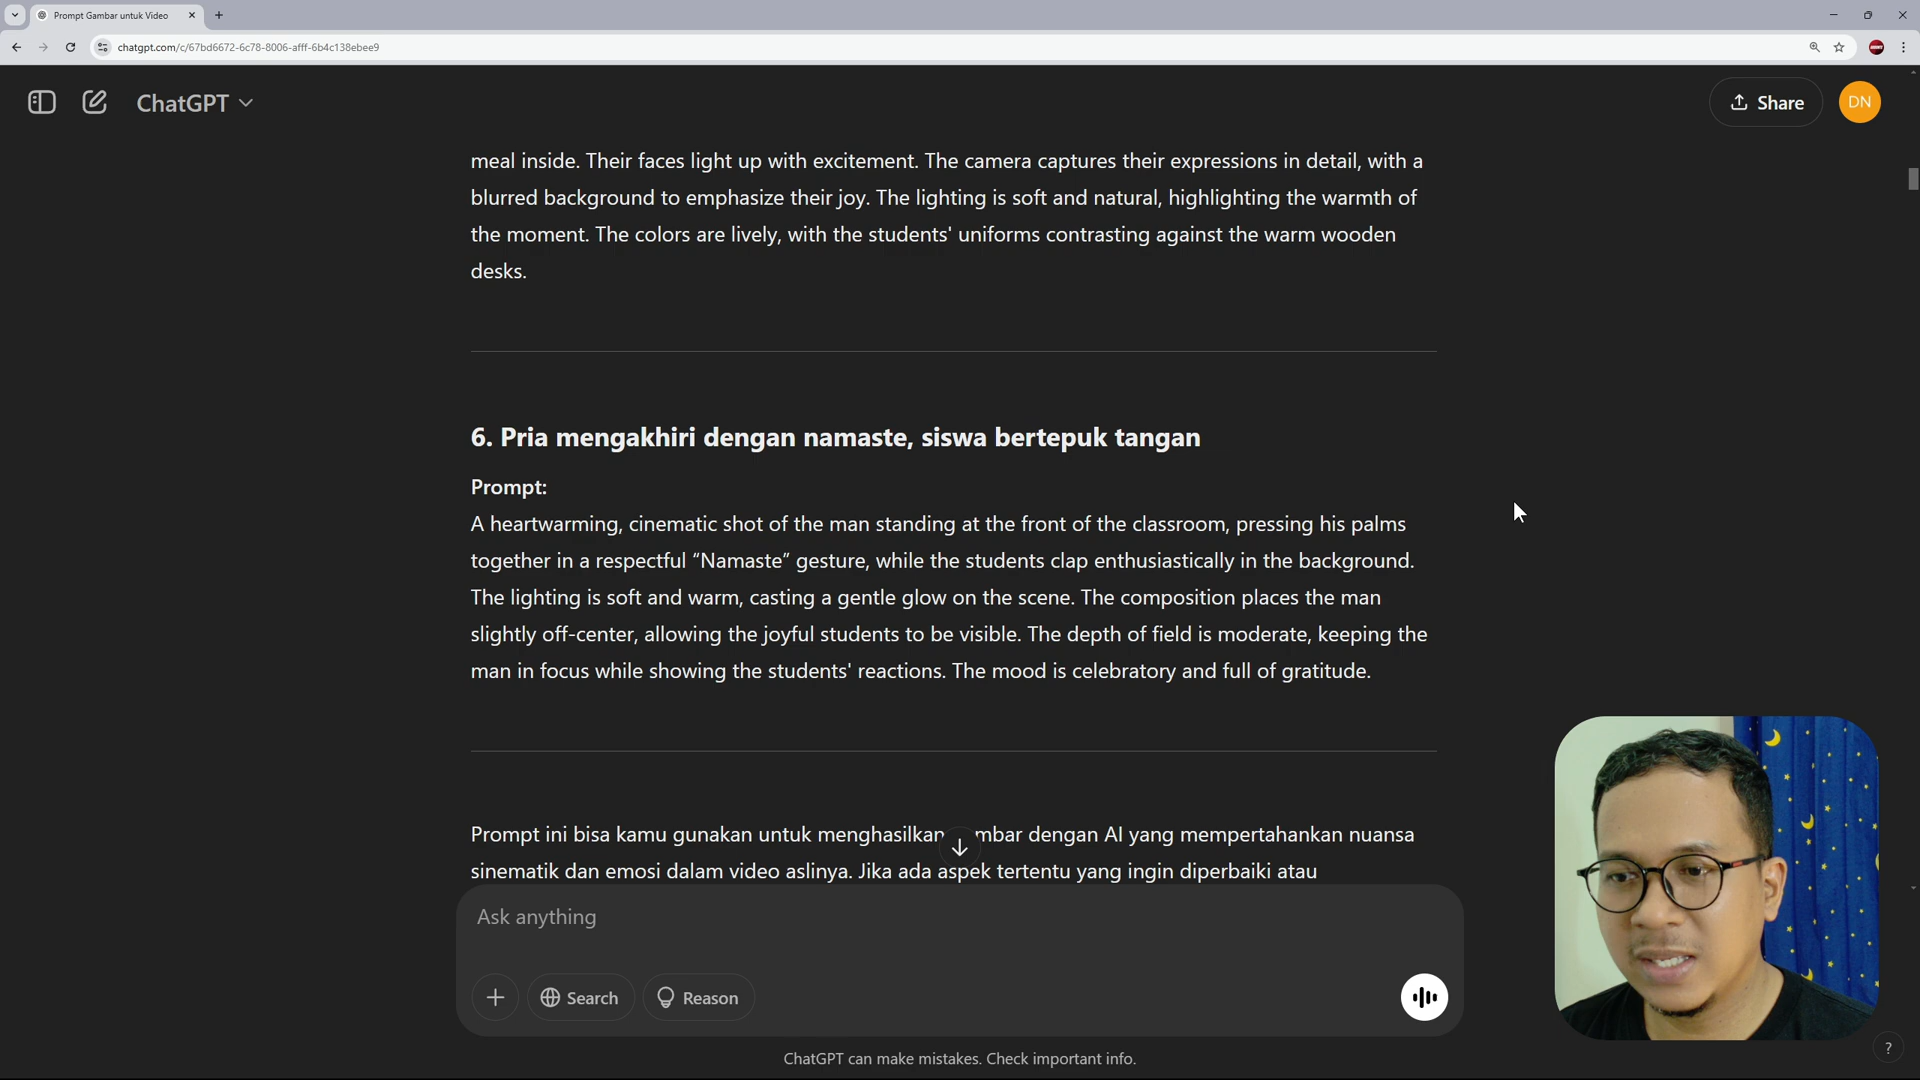 Prompt Gambar untuk Video
chatgpt.com/c/67bd6672-6c78-8006-afff-6b4c138ebee9
ChatGPT
Share
DN
meal inside. Their faces light up with excitement. The camera captures their expressions in detail, with a
blurred background to emphasize their joy. The lighting is soft and natural, highlighting the warmth of
the moment. The colors are lively, with the students' uniforms contrasting against the warm wooden
desks.
6. Pria mengakhiri dengan namaste, siswa bertepuk tangan
Prompt:
A heartwarming, cinematic shot of the man standing at the front of the classroom, pressing his palms
together in a respectful “Namaste” gesture, while the students clap enthusiastically in the background.
The lighting is soft and warm, casting a gentle glow on the scene. The composition places the man
slightly off-center, allowing the joyful students to be visible. The depth of field is moderate, keeping the
man in focus while showing the students' reactions. The mood is celebratory and full of gratitude.
Prompt ini bisa kamu gunakan untuk menghasilkan mbar dengan AI yang mempertahankan nuansa
sinematik dan emosi dalam video aslinya. Jika ada aspek tertentu yang ingin diperbaiki atau
Ask anything
Search
Reason
ChatGPT can make mistakes. Check important info.
?